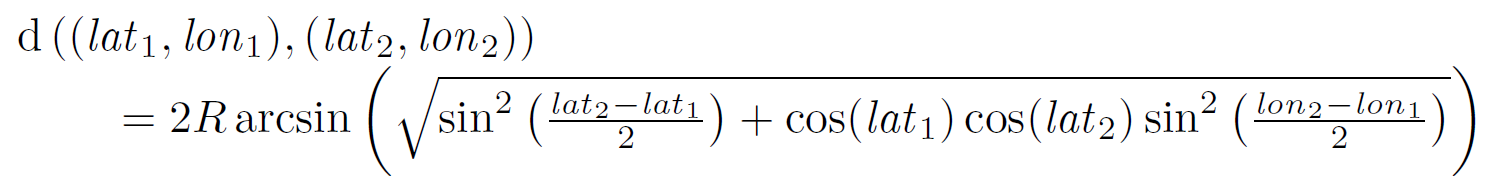 d ((lat₁, lon₁), (lat₂, lon₂))
= 2R arcsin (√(sin² ((lat₂−lat₁)/2) + cos(lat₁) cos(lat₂) sin² ((lon₂−lon₁)/2)))